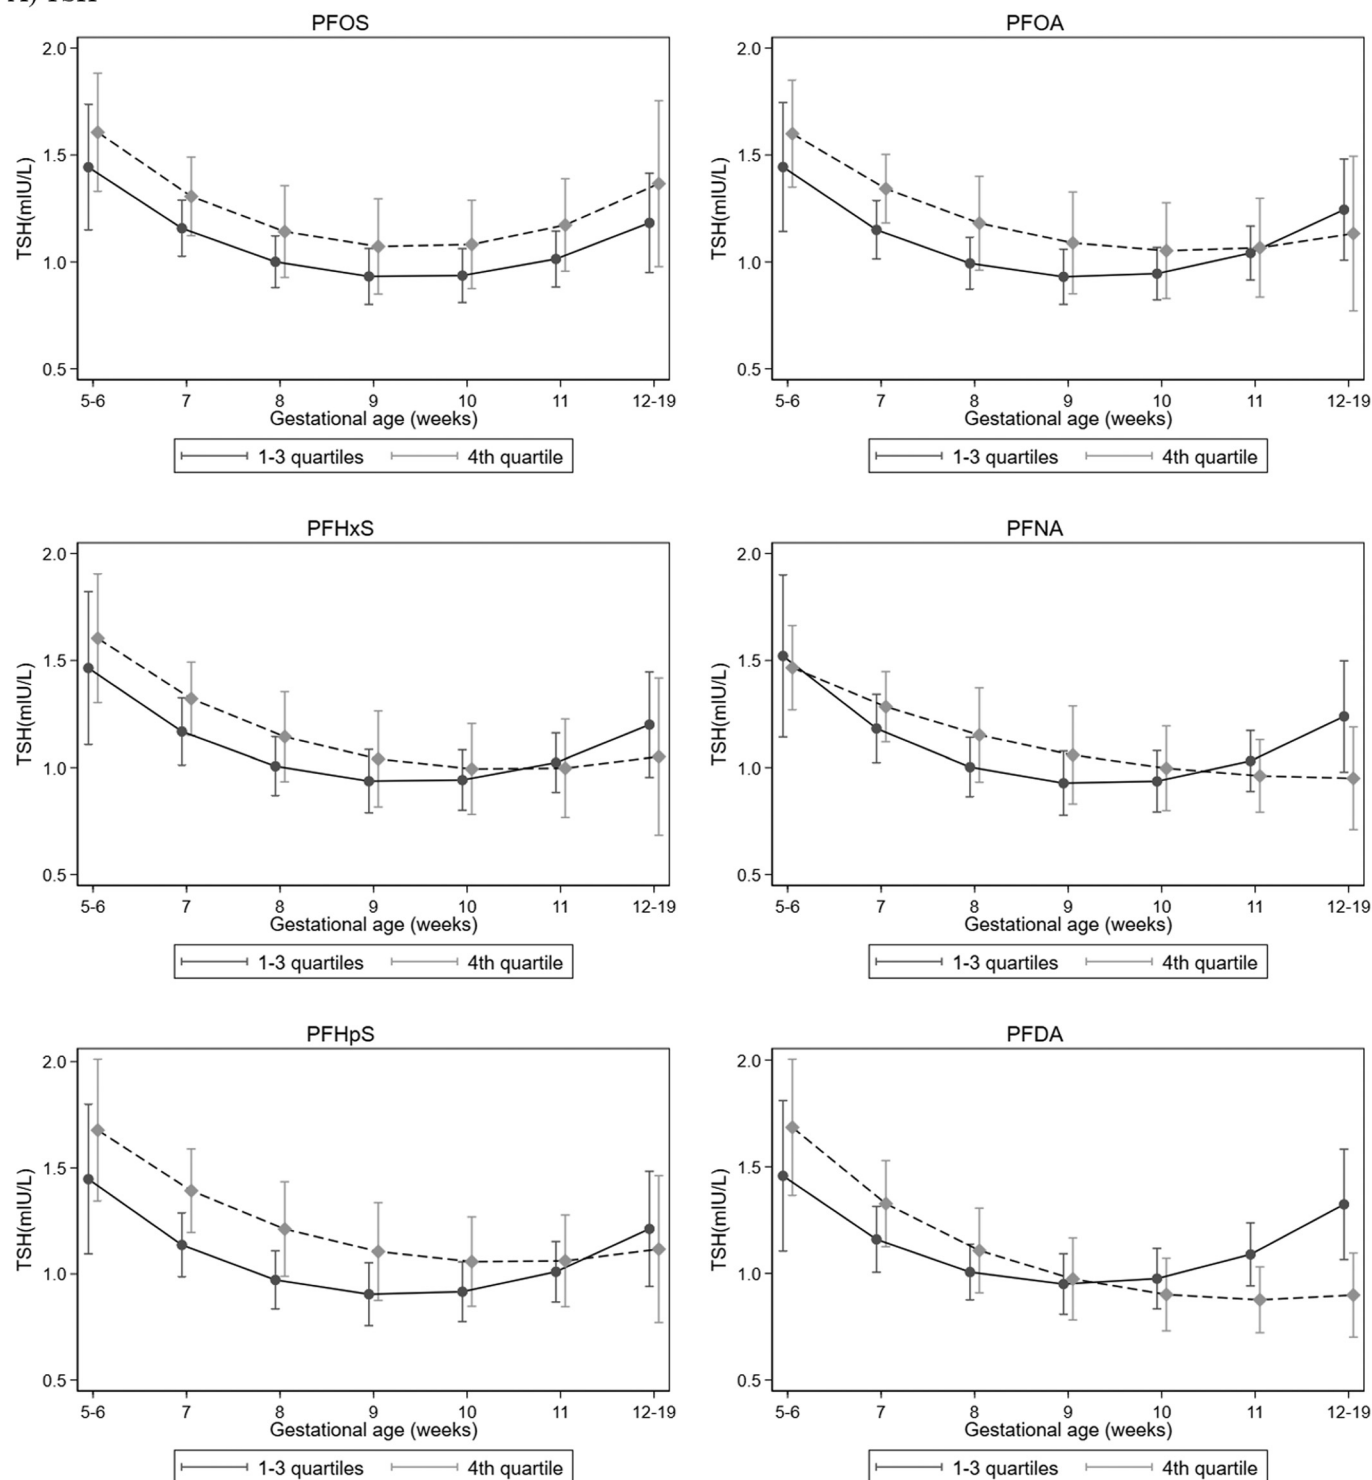 PFOS
TSH(mIU/L)
2.0
1.5
1.0
0.5
5-6 7 8 9 10 11 12-19
Gestational age (weeks)
1-3 quartiles 4th quartile
PFOA
TSH(mIU/L)
2.0
1.5
1.0
0.5
5-6 7 8 9 10 11 12-19
Gestational age (weeks)
1-3 quartiles 4th quartile
PFHxS
TSH(mIU/L)
2.0
1.5
1.0
0.5
5-6 7 8 9 10 11 12-19
Gestational age (weeks)
1-3 quartiles 4th quartile
PFNA
TSH(mIU/L)
2.0
1.5
1.0
0.5
5-6 7 8 9 10 11 12-19
Gestational age (weeks)
1-3 quartiles 4th quartile
PFHpS
TSH(mIU/L)
2.0
1.5
1.0
0.5
5-6 7 8 9 10 11 12-19
Gestational age (weeks)
1-3 quartiles 4th quartile
PFDA
TSH(mIU/L)
2.0
1.5
1.0
0.5
5-6 7 8 9 10 11 12-19
Gestational age (weeks)
1-3 quartiles 4th quartile